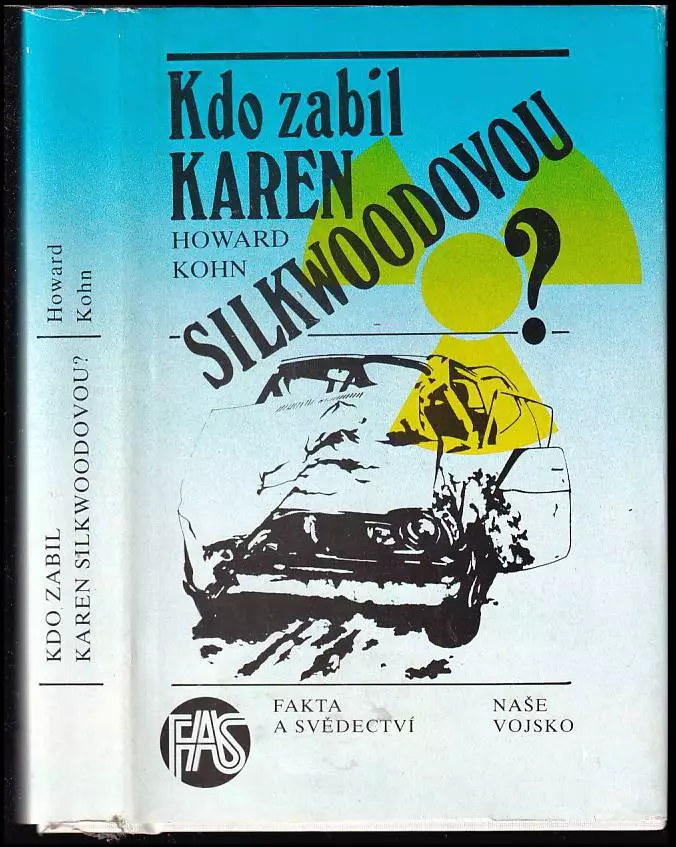 Kdo zabil
KAREN
SILKWOODOVOU
?
HOWARD
KOHN
FAS
FAKTA
A SVĚDECTVÍ
NAŠE
VOJSKO
KDO ZABIL
KAREN SILKWOODOVOU?
Howard
Kohn